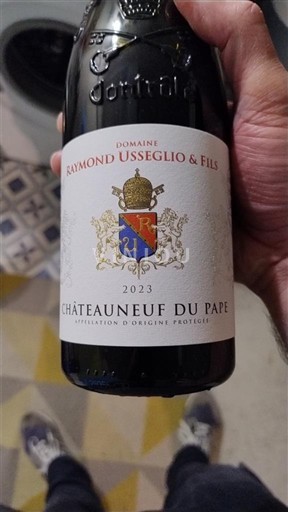 DOMAINE
RAYMOND USSEGLIO & FILS
R
U
2023
CHÂTEAUNEUF DU PAPE
APPELLATION D'ORIGINE PROTÉGÉE